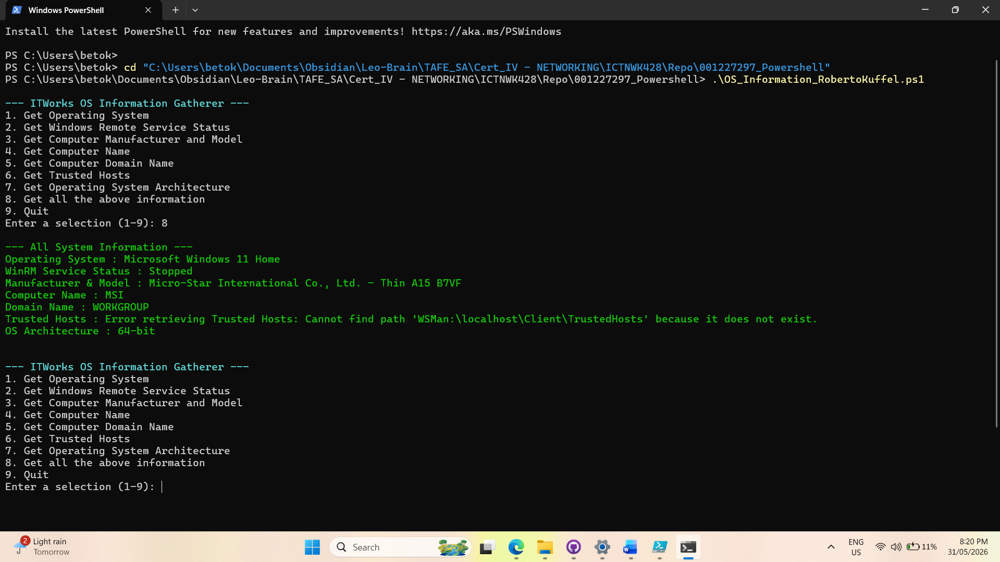 Windows PowerShell
Install the latest PowerShell for new features and improvements! https://aka.ms/PSWindows
PS C:\Users\betok>
PS C:\Users\betok> cd "C:\Users\betok\Documents\Obsidian\Leo-Brain\TAFE_SA\Cert_IV - NETWORKING\ICTNWK428\Repo\001227297_Powershell"
PS C:\Users\betok\Documents\Obsidian\Leo-Brain\TAFE_SA\Cert_IV - NETWORKING\ICTNWK428\Repo\001227297_Powershell> .\OS_Information_RobertoKuffel.ps1
--- ITWorks OS Information Gatherer ---
1. Get Operating System
2. Get Windows Remote Service Status
3. Get Computer Manufacturer and Model
4. Get Computer Name
5. Get Computer Domain Name
6. Get Trusted Hosts
7. Get Operating System Architecture
8. Get all the above information
9. Quit
Enter a selection (1-9): 8
--- All System Information ---
Operating System : Microsoft Windows 11 Home
WinRM Service Status : Stopped
Manufacturer & Model : Micro-Star International Co., Ltd. - Thin A15 B7VF
Computer Name : MSI
Domain Name : WORKGROUP
Trusted Hosts : Error retrieving Trusted Hosts: Cannot find path 'WSMan:\localhost\Client\TrustedHosts' because it does not exist.
OS Architecture : 64-bit
--- ITWorks OS Information Gatherer ---
1. Get Operating System
2. Get Windows Remote Service Status
3. Get Computer Manufacturer and Model
4. Get Computer Name
5. Get Computer Domain Name
6. Get Trusted Hosts
7. Get Operating System Architecture
8. Get all the above information
9. Quit
Enter a selection (1-9):
2
Light rain
Tomorrow
Search
W
ENG
US
11%
8:20 PM
31/05/2026